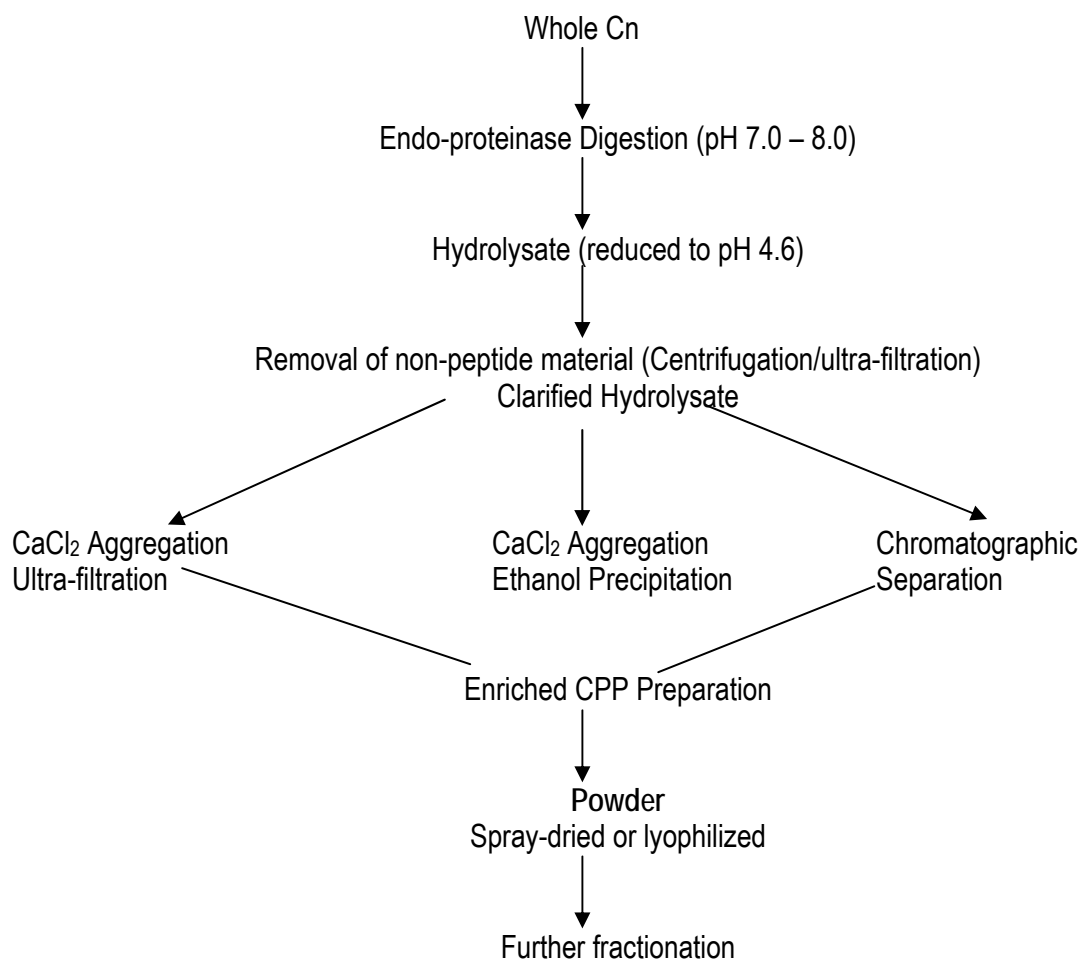 Whole Cn
Endo-proteinase Digestion (pH 7.0 – 8.0)
Hydrolysate (reduced to pH 4.6)
Removal of non-peptide material (Centrifugation/ultra-filtration)
Clarified Hydrolysate
CaCl₂ Aggregation
Ultra-filtration
CaCl₂ Aggregation
Ethanol Precipitation
Chromatographic
Separation
Enriched CPP Preparation
Powder
Spray-dried or lyophilized
Further fractionation